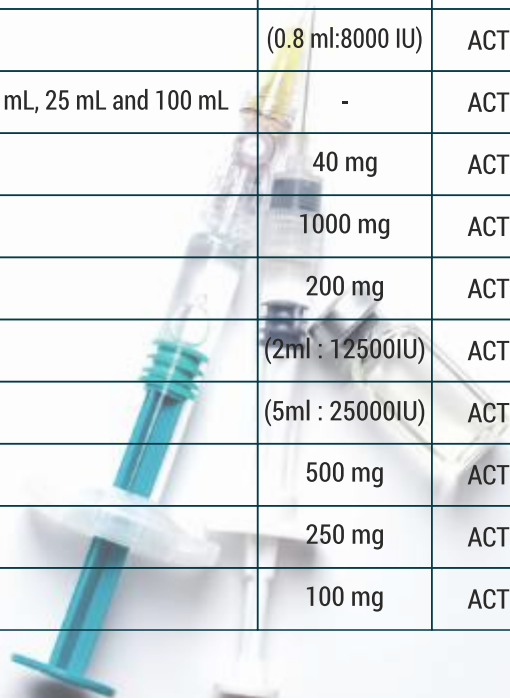 (0.8 ml:8000 IU) ACT
mL, 25 mL and 100 mL - ACT
40 mg ACT
1000 mg ACT
200 mg ACT
(2ml : 12500IU) ACT
(5ml : 25000IU) ACT
500 mg ACT
250 mg ACT
100 mg ACT